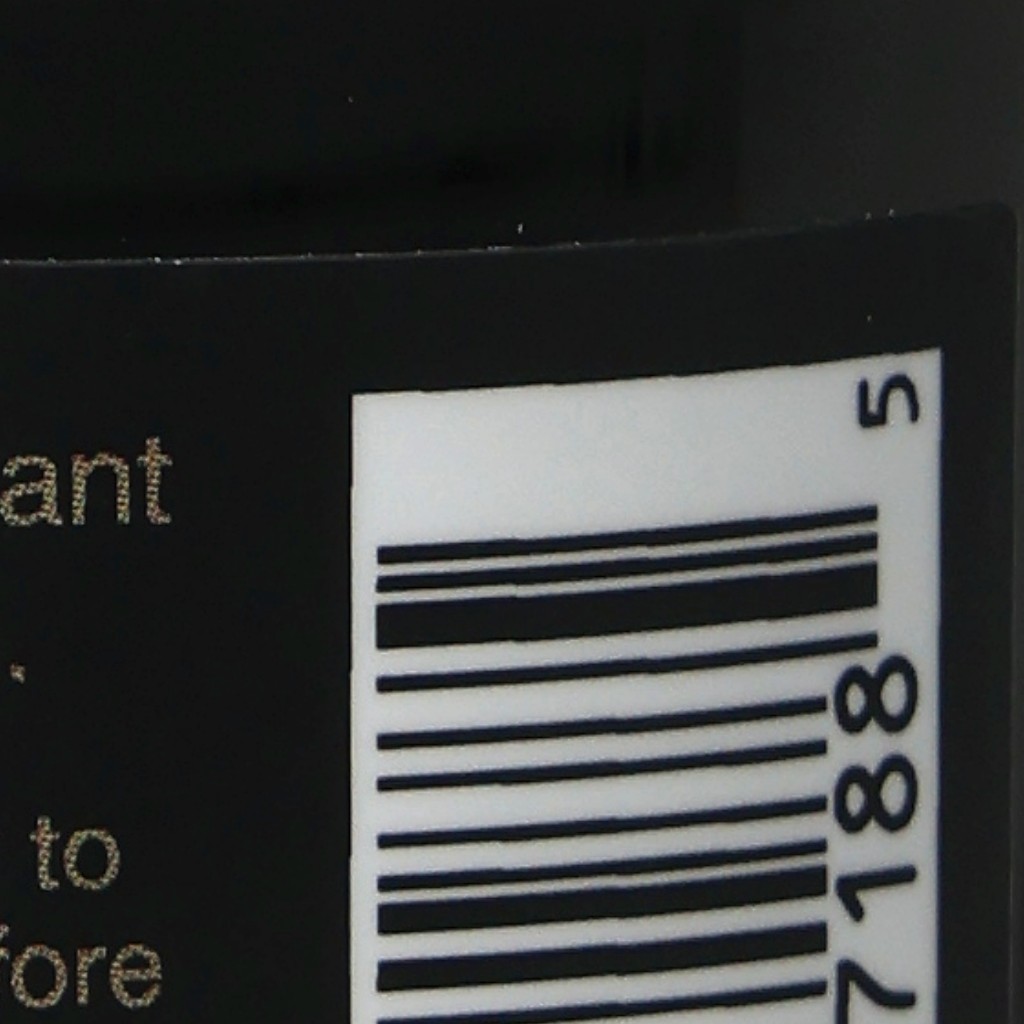 ant
.
to
fore
7188 5